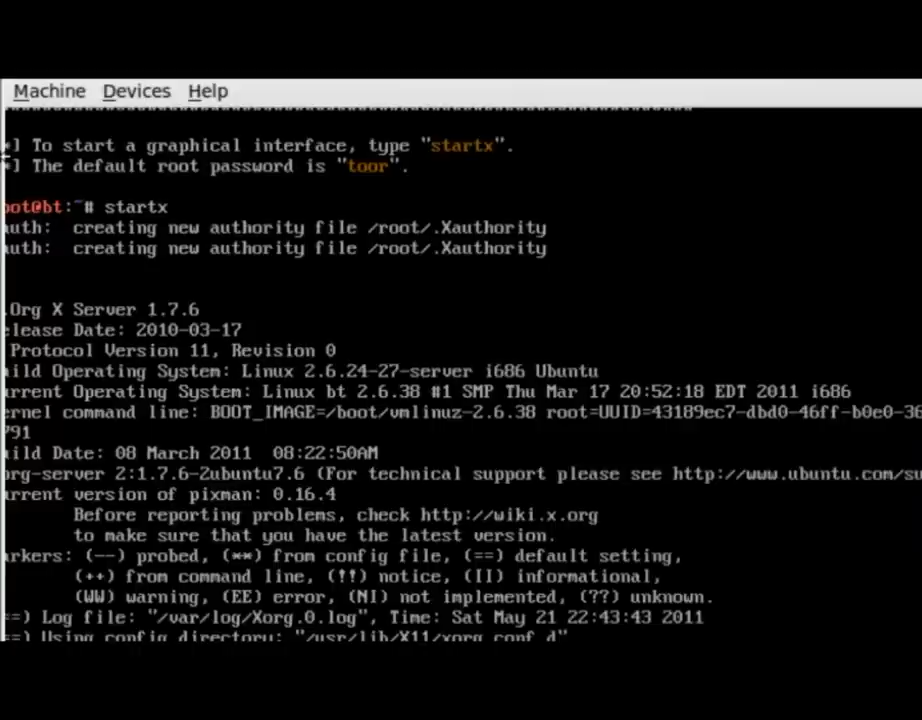 Machine Devices Help
*] To start a graphical interface, type "startx".
*] The default root password is "toor".
oot@bt:~# startx
auth:  creating new authority file /root/.Xauthority
auth:  creating new authority file /root/.Xauthority
.Org X Server 1.7.6
elease Date: 2010-03-17
Protocol Version 11, Revision 0
uild Operating System: Linux 2.6.24-27-server i686 Ubuntu
urrent Operating System: Linux bt 2.6.38 #1 SMP Thu Mar 17 20:52:18 EDT 2011 i686
ernel command line: BOOT_IMAGE=/boot/vmlinuz-2.6.38 root=UUID=43189ec7-dbd0-46ff-b0e0-36
791
uild Date: 08 March 2011  08:22:50AM
org-server 2:1.7.6-2ubuntu7.6 (For technical support please see http://www.ubuntu.com/su
urrent version of pixman: 0.16.4
Before reporting problems, check http://wiki.x.org
to make sure that you have the latest version.
arkers: (--) probed, (**) from config file, (==) default setting,
(++) from command line, (!!) notice, (II) informational,
(WW) warning, (EE) error, (NI) not implemented, (??) unknown.
==) Log file: "/var/log/Xorg.0.log", Time: Sat May 21 22:43:43 2011
==) Using config directory: "/usr/lib/X11/xorg.conf.d"